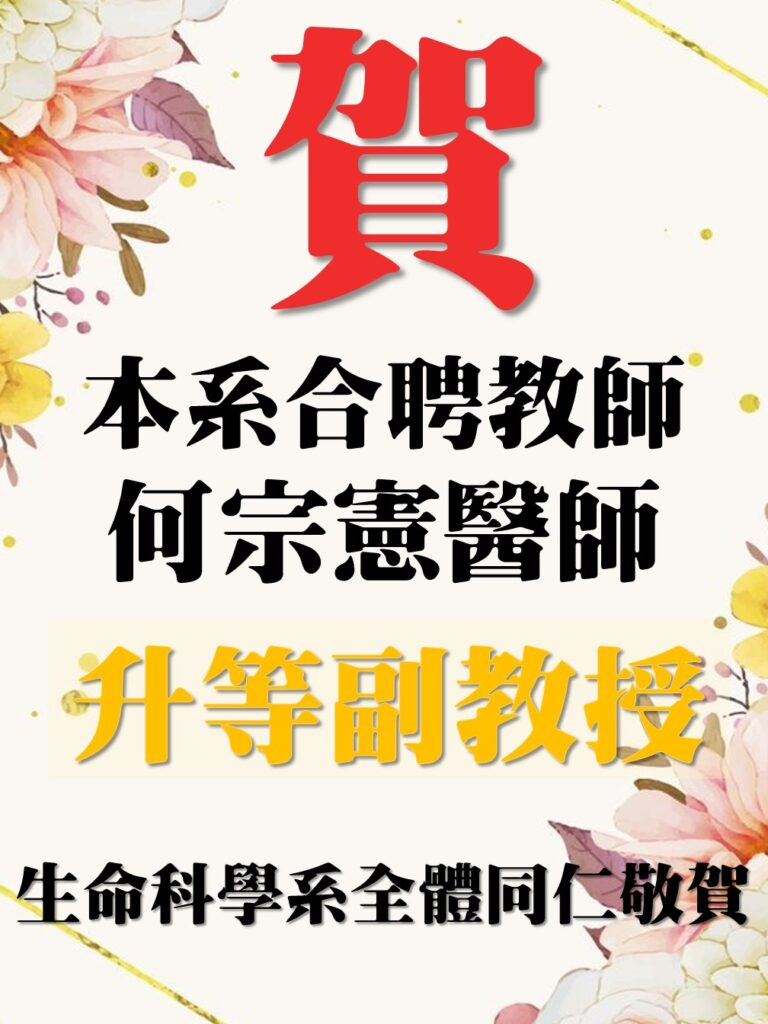 賀
本系合聘教師
何宗憲醫師
升等副教授
生命科學系全體同仁敬賀